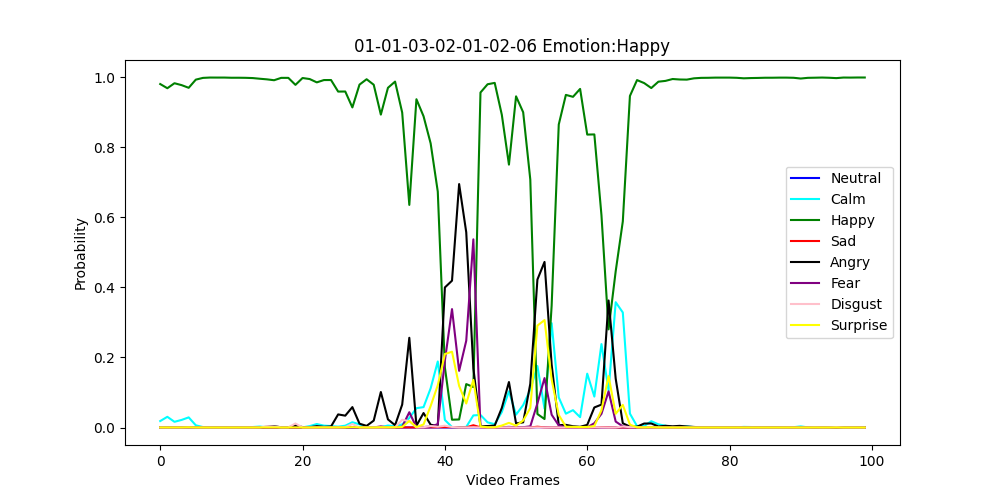 01-01-03-02-01-02-06 Emotion:Happy
Probability
1.0
0.8
0.6
0.4
0.2
0.0
Neutral
Calm
Happy
Sad
Angry
Fear
Disgust
Surprise
0 20 40 60 80 100
Video Frames